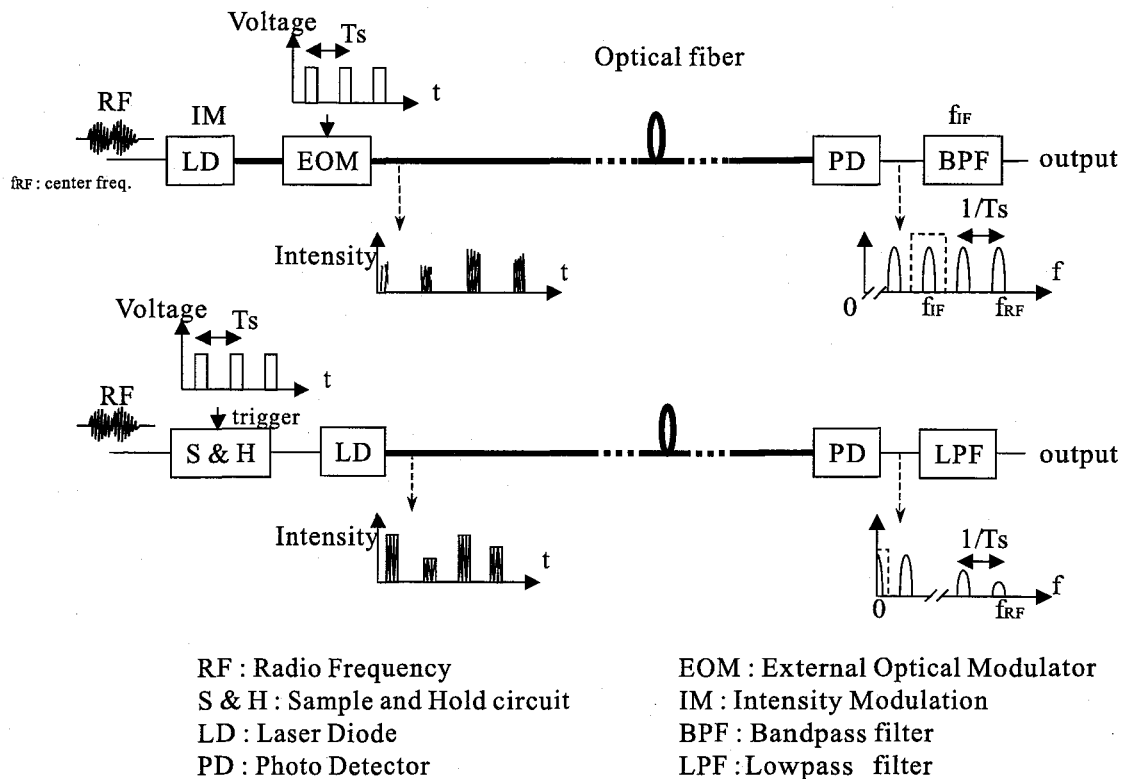 Voltage Ts
t
Optical fiber
RF IM fIF
LD EOM PD BPF output
fRF : center freq.
1/Ts
Intensity t
0 fIF fRF f
Voltage Ts
t
RF trigger
S & H LD PD LPF output
Intensity t
1/Ts
f
0 fRF
RF : Radio Frequency
S & H : Sample and Hold circuit
LD : Laser Diode
PD : Photo Detector
EOM : External Optical Modulator
IM : Intensity Modulation
BPF : Bandpass filter
LPF : Lowpass filter